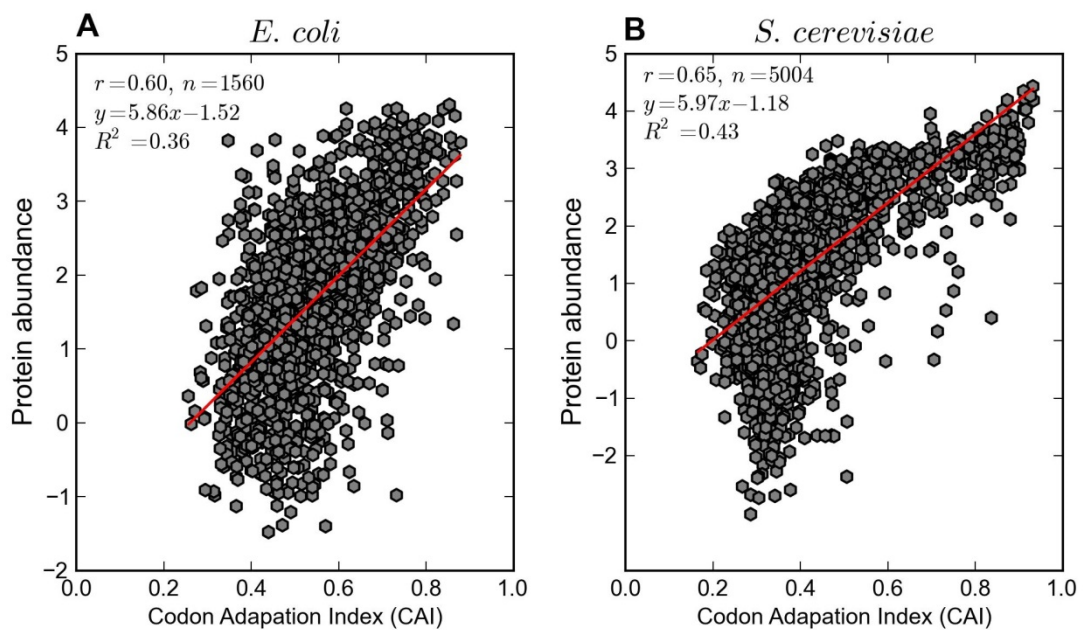 A
E. coli
r=0.60, n=1560
y=5.86x−1.52
R² =0.36
Protein abundance
5
4
3
2
1
0
−1
−2
0.0 0.2 0.4 0.6 0.8 1.0
Codon Adapation Index (CAI)
B
S. cerevisiae
r=0.65, n=5004
y=5.97x−1.18
R² =0.43
Protein abundance
5
4
3
2
1
0
−1
−2
0.0 0.2 0.4 0.6 0.8 1.0
Codon Adapation Index (CAI)